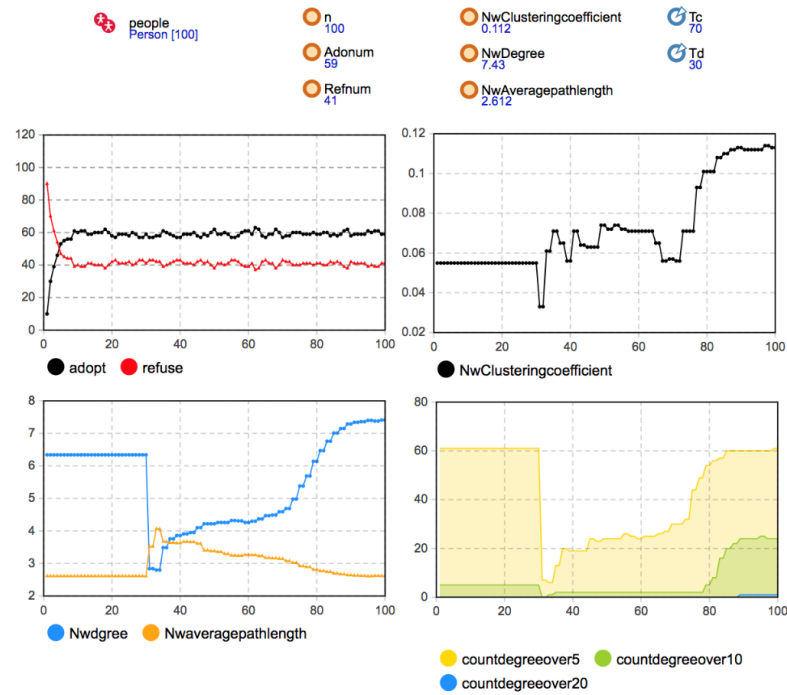 people
Person [100]
n
100
Adonum
59
Refnum
41
NwClusteringcoefficient
0.112
NwDegree
7.43
NwAveragepathlength
2.612
Tc
70
Td
30
120
100
80
60
40
20
0
0 20 40 60 80 100
adopt refuse
0.12
0.1
0.08
0.06
0.04
0.02
0 20 40 60 80 100
NwClusteringcoefficient
8
7
6
5
4
3
2
0 20 40 60 80 100
Nwdgree Nwaveragepathlength
80
60
40
20
0
0 20 40 60 80 100
countdegreeover5 countdegreeover10
countdegreeover20